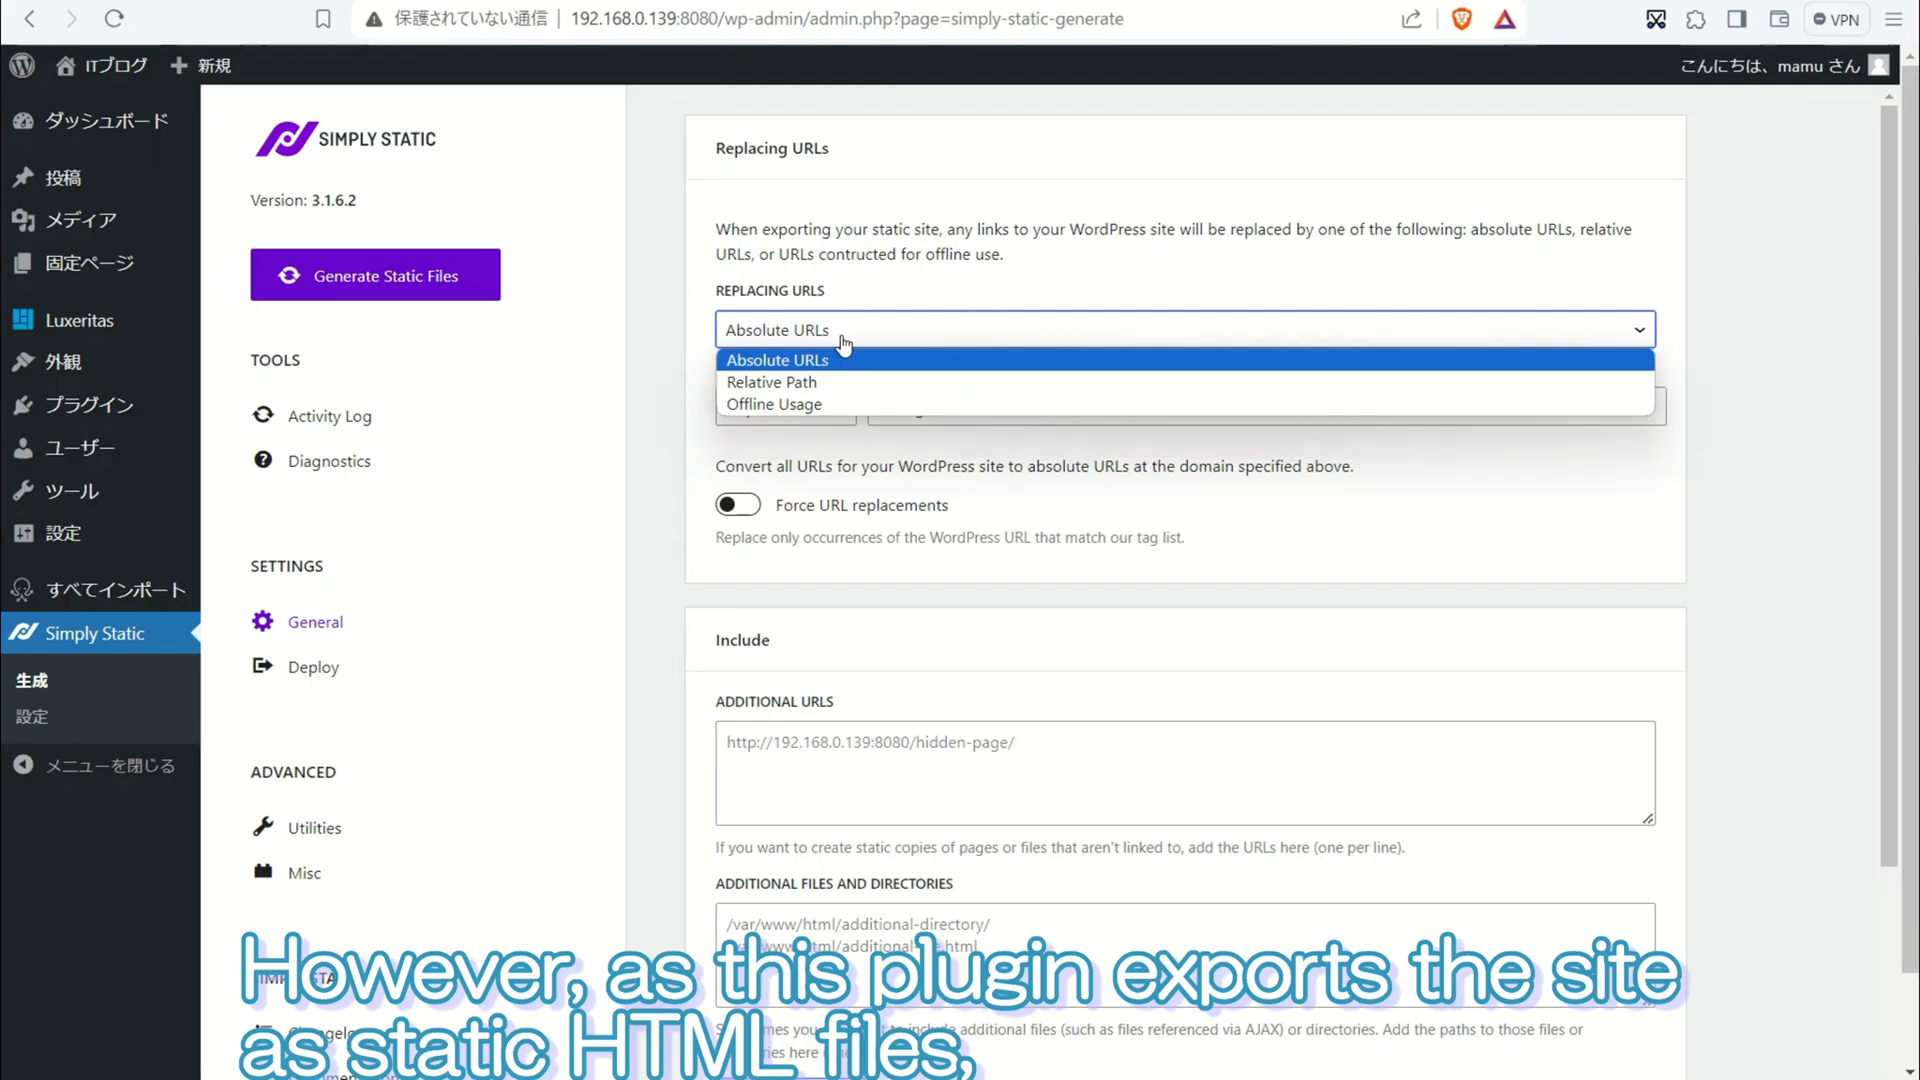 保護されていない通信
192.168.0.139:8080/wp-admin/admin.php?page=simply-static-generate
VPN
ITブログ
新規
こんにちは、mamu さん
ダッシュボード
投稿
メディア
固定ページ
Luxeritas
外観
プラグイン
ユーザー
ツール
設定
すべてインポート
Simply Static
生成
設定
メニューを閉じる
SIMPLY STATIC
Version: 3.1.6.2
Generate Static Files
TOOLS
Activity Log
Diagnostics
SETTINGS
General
Deploy
ADVANCED
Utilities
Misc
Replacing URLs
When exporting your static site, any links to your WordPress site will be replaced by one of the following: absolute URLs, relative
URLs, or URLs contructed for offline use.
REPLACING URLS
Absolute URLs
Absolute URLs
Relative Path
Offline Usage
Convert all URLs for your WordPress site to absolute URLs at the domain specified above.
Force URL replacements
Replace only occurrences of the WordPress URL that match our tag list.
Include
ADDITIONAL URLS
http://192.168.0.139:8080/hidden-page/
If you want to create static copies of pages or files that aren't linked to, add the URLs here (one per line).
ADDITIONAL FILES AND DIRECTORIES
/var/www/html/additional-directory/
However, as this plugin exports the site
as static HTML files,
include additional files (such as files referenced via AJAX) or directories. Add the paths to those files or